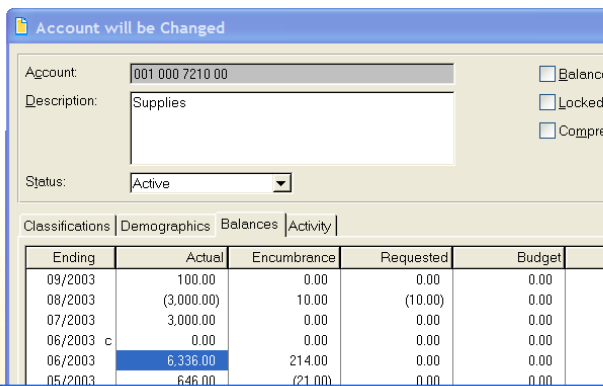 Account will be Changed
Account: 001 000 7210 00
Description: Supplies
Status: Active
Balanc
Locked
Compre
Classifications Demographics Balances Activity
Ending Actual Encumbrance Requested Budget
09/2003 100.00 0.00 0.00 0.00
08/2003 (3,000.00) 10.00 (10.00) 0.00
07/2003 3,000.00 0.00 0.00 0.00
06/2003 c 0.00 0.00 0.00 0.00
06/2003 6,336.00 214.00 0.00 0.00
05/2003 646.00 (21.00) 0.00 0.00